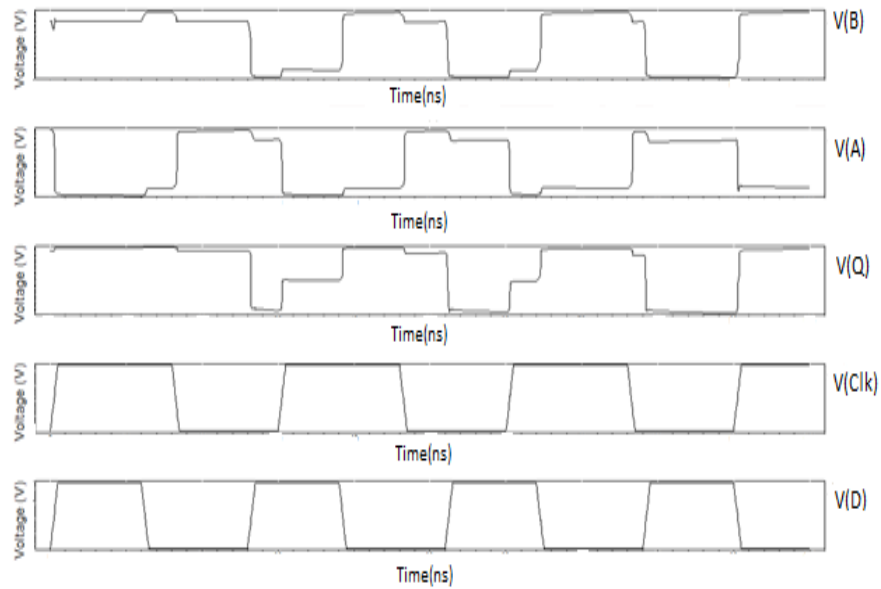 Voltage (V)
V(B)
Time(ns)
Voltage (V)
V(A)
Time(ns)
Voltage (V)
V(Q)
Time(ns)
Voltage (V)
V(Clk)
Time(ns)
Voltage (V)
V(D)
Time(ns)